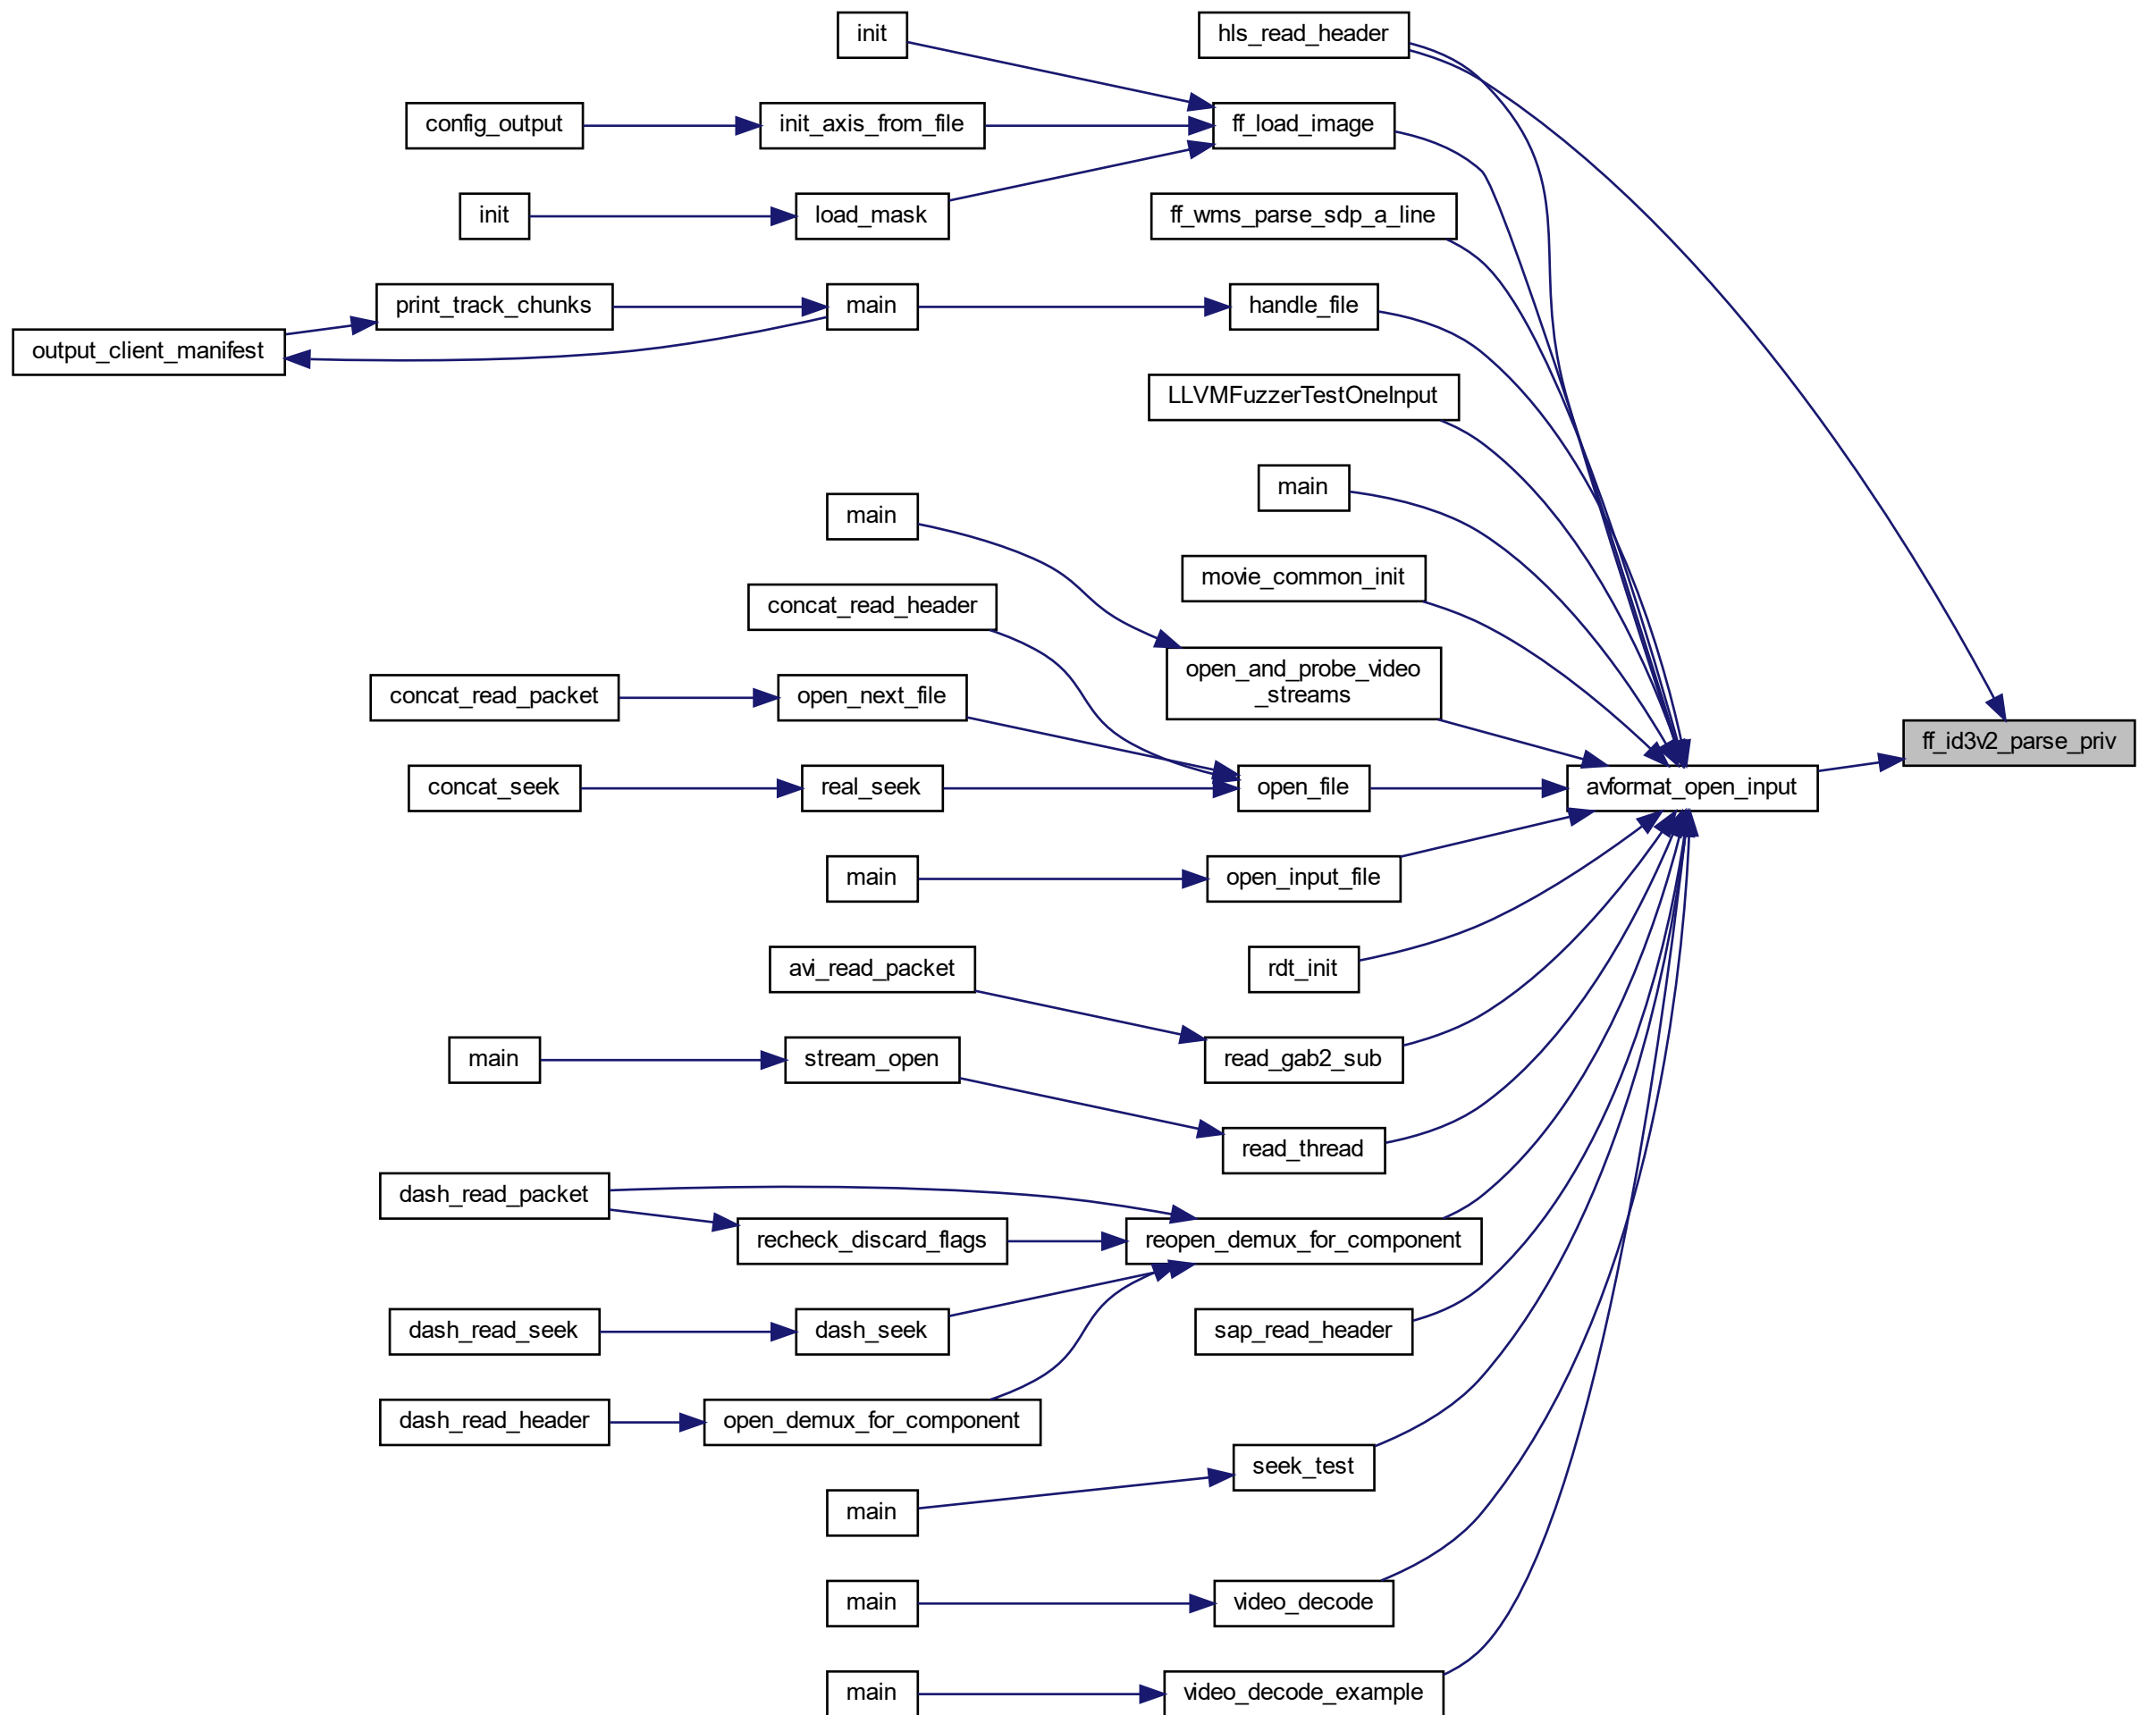 init
hls_read_header
config_output
init_axis_from_file
ff_load_image
init
load_mask
ff_wms_parse_sdp_a_line
print_track_chunks
main
handle_file
output_client_manifest
LLVMFuzzerTestOneInput
main
main
movie_common_init
concat_read_header
open_and_probe_video
_streams
concat_read_packet
open_next_file
ff_id3v2_parse_priv
concat_seek
real_seek
open_file
avformat_open_input
main
open_input_file
avi_read_packet
rdt_init
main
stream_open
read_gab2_sub
read_thread
dash_read_packet
recheck_discard_flags
reopen_demux_for_component
dash_read_seek
dash_seek
sap_read_header
dash_read_header
open_demux_for_component
seek_test
main
main
video_decode
main
video_decode_example